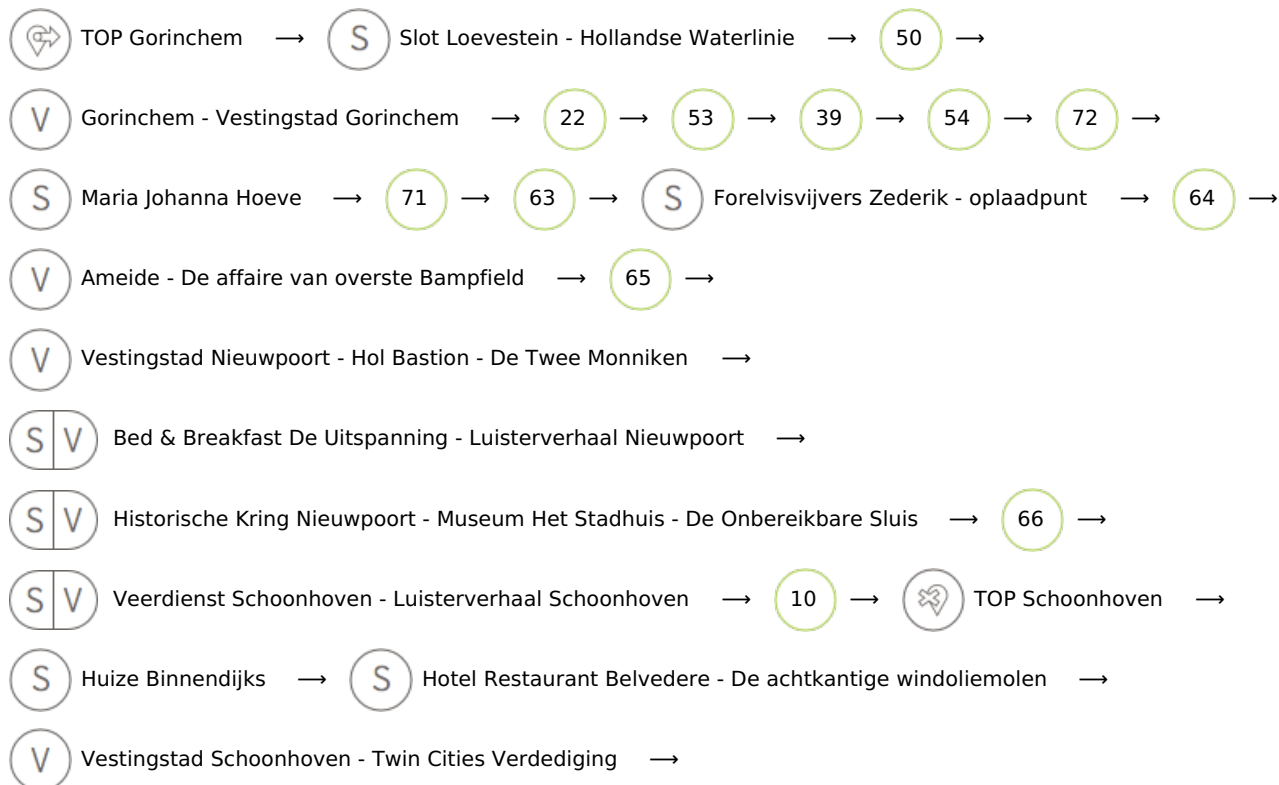 TOP Gorinchem → S Slot Loevestein - Hollandse Waterlinie → 50 →
V Gorinchem - Vestingstad Gorinchem → 22 → 53 → 39 → 54 → 72 →
S Maria Johanna Hoeve → 71 → 63 → S Forelvisvijvers Zederik - oplaadpunt → 64 →
V Ameide - De affaire van overste Bampfield → 65 →
V Vestingstad Nieuwpoort - Hol Bastion - De Twee Monniken →
S V Bed & Breakfast De Uitspanning - Luisterverhaal Nieuwpoort →
S V Historische Kring Nieuwpoort - Museum Het Stadhuis - De Onbereikbare Sluis → 66 →
S V Veerdienst Schoonhoven - Luisterverhaal Schoonhoven → 10 → TOP Schoonhoven →
S Huize Binnendijks → S Hotel Restaurant Belvedere - De achtkantige windoliemolen →
V Vestingstad Schoonhoven - Twin Cities Verdediging →